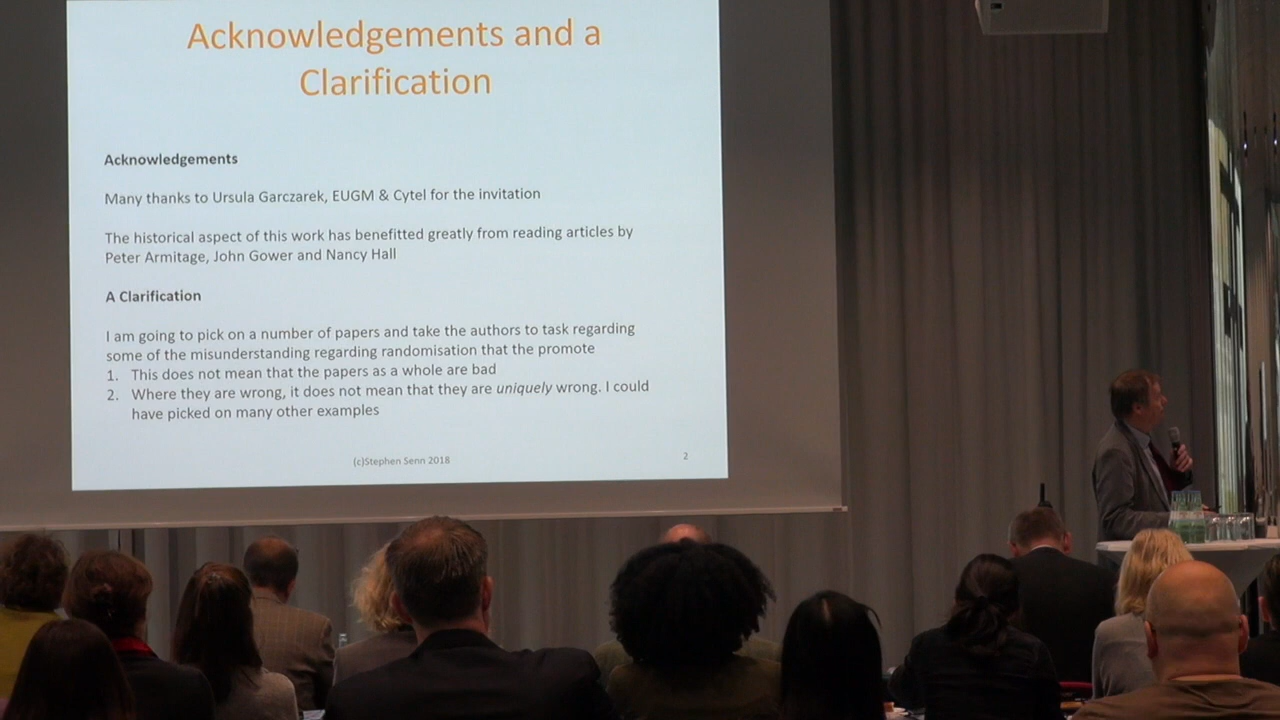 Acknowledgements and a
Clarification
Acknowledgements
Many thanks to Ursula Garczarek, EUGM & Cytel for the invitation
The historical aspect of this work has benefitted greatly from reading articles by
Peter Armitage, John Gower and Nancy Hall
A Clarification
I am going to pick on a number of papers and take the authors to task regarding
some of the misunderstanding regarding randomisation that the promote
1. This does not mean that the papers as a whole are bad
2. Where they are wrong, it does not mean that they are uniquely wrong. I could
have picked on many other examples
(c)Stephen Senn 2018
2